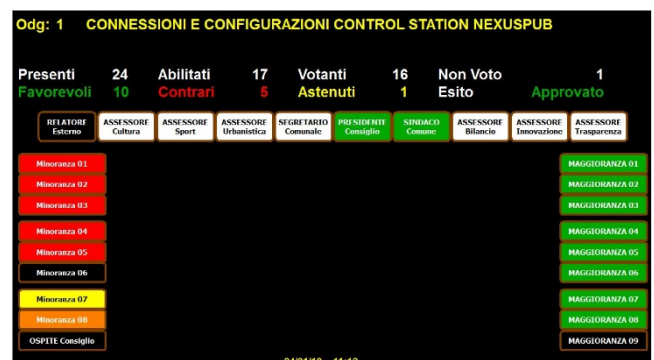 Odg: 1 CONNESSIONI E CONFIGURAZIONI CONTROL STATION NEXUSPUB
Presenti 24 Abilitati 17 Votanti 16 Non Voto 1
Favorevoli 10 Contrari 5 Astenuti 1 Esito Approvato
RELATORE ASSESSORE ASSESSORE ASSESSORE SEGRETARIO PRESIDENTE SINDACO ASSESSORE ASSESSORE ASSESSORE
Esterno Cultura Sport Urbanistica Comunale Consiglio Comune Bilancio Innovazione Trasparenza
Minoranza 01 MAGGIORANZA 01
Minoranza 02 MAGGIORANZA 02
Minoranza 03 MAGGIORANZA 03
Minoranza 04 MAGGIORANZA 04
Minoranza 05 MAGGIORANZA 05
Minoranza 06 MAGGIORANZA 06
Minoranza 07 MAGGIORANZA 07
Minoranza 08 MAGGIORANZA 08
OSPITE Consiglio MAGGIORANZA 09